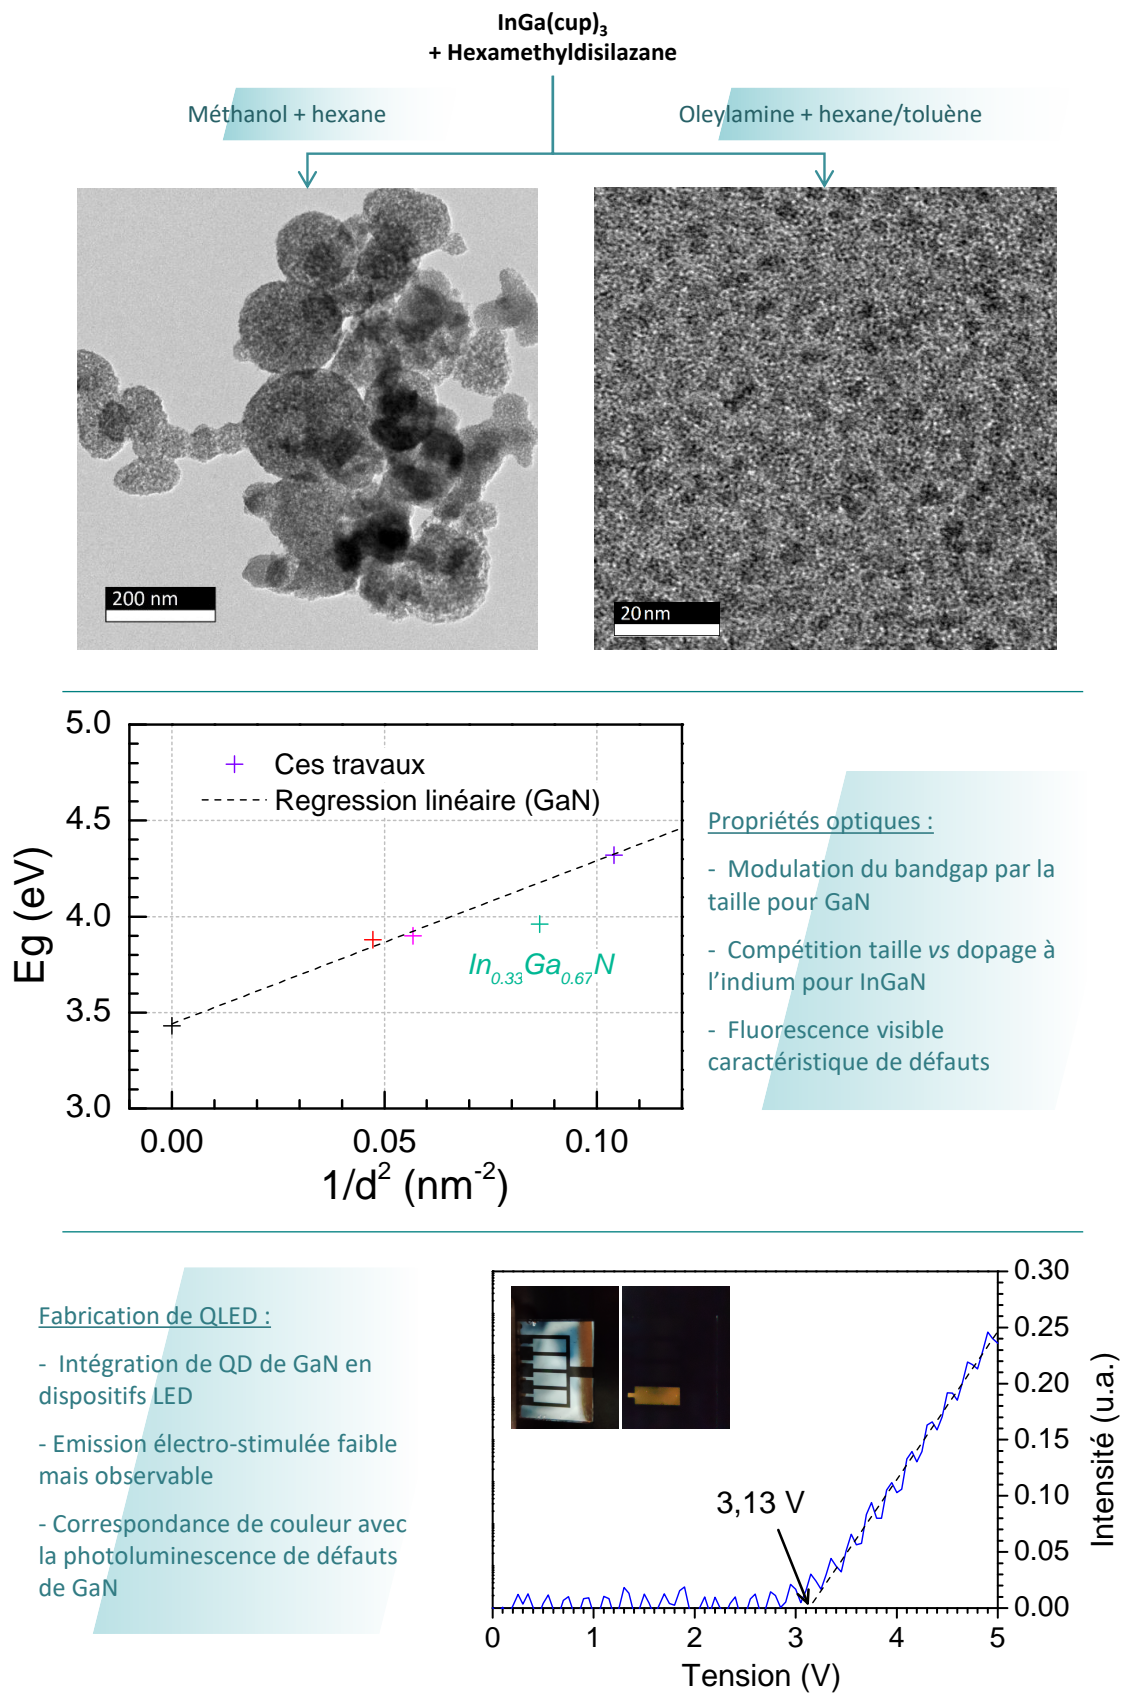 InGa(cup)3
+ Hexamethyldisilazane
Méthanol + hexane
Oleylamine + hexane/toluène
200 nm
20 nm
5.0
4.5
4.0
3.5
3.0
Eg (eV)
Ces travaux
Regression linéaire (GaN)
In0.33Ga0.67N
0.00
0.05
0.10
1/d² (nm⁻²)
Propriétés optiques :
- Modulation du bandgap par la
taille pour GaN
- Compétition taille vs dopage à
l'indium pour InGaN
- Fluorescence visible
caractéristique de défauts
Fabrication de QLED :
- Intégration de QD de GaN en
dispositifs LED
- Emission électro-stimulée faible
mais observable
- Correspondance de couleur avec
la photoluminescence de défauts
de GaN
3,13 V
0.30
0.25
0.20
0.15
0.10
0.05
0.00
Intensité (u.a.)
0
1
2
3
4
5
Tension (V)